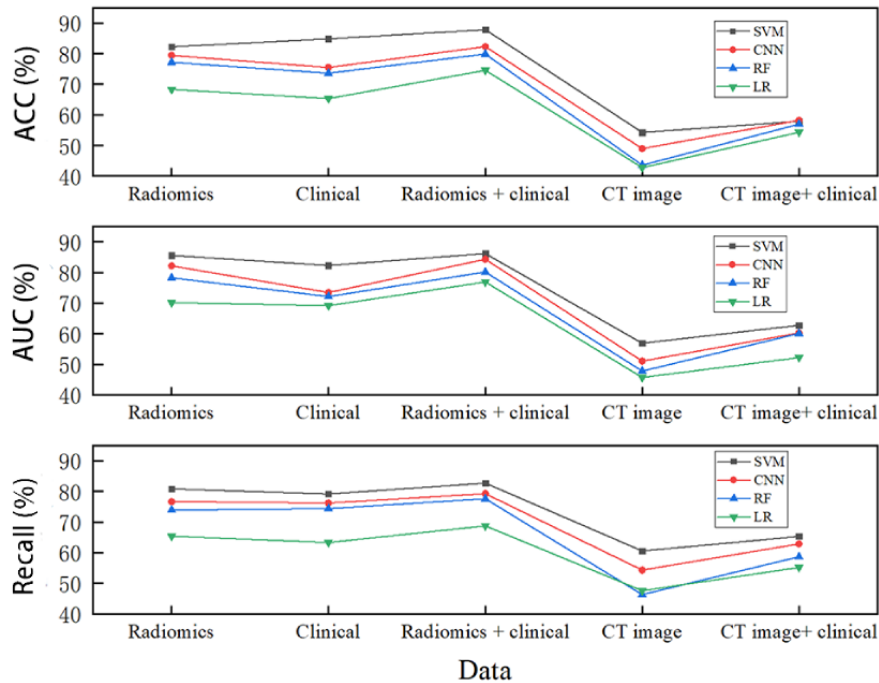 ACC (%)
90
80
70
60
50
40
SVM
CNN
RF
LR
Radiomics Clinical Radiomics + clinical CT image CT image+ clinical
AUC (%)
90
80
70
60
50
40
SVM
CNN
RF
LR
Radiomics Clinical Radiomics + clinical CT image CT image+ clinical
Recall (%)
90
80
70
60
50
40
SVM
CNN
RF
LR
Radiomics Clinical Radiomics + clinical CT image CT image+ clinical
Data